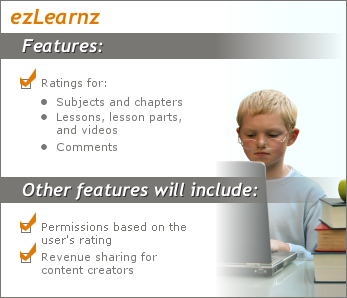 ezLearnz
Features:
Ratings for:
Subjects and chapters
Lessons, lesson parts,
and videos
Comments
Other features will include:
Permissions based on the
user's rating
Revenue sharing for
content creators